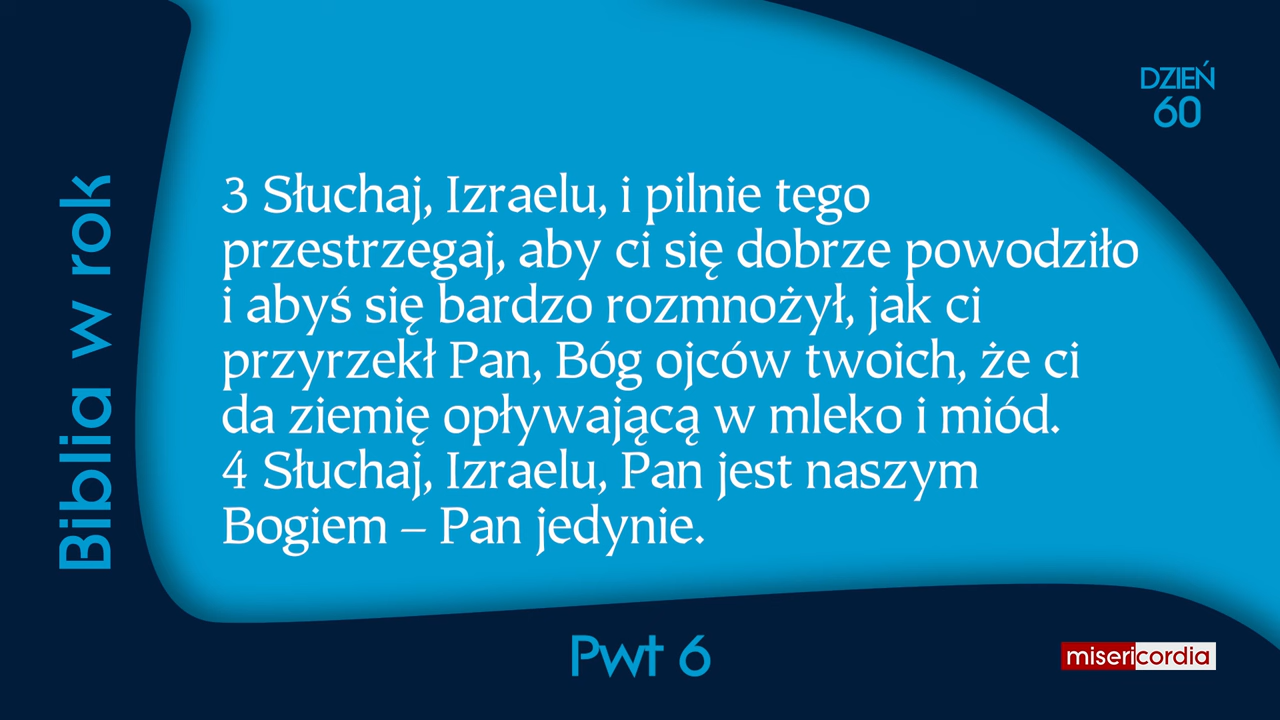 DZIEŃ
60
Biblia w rok
3 Słuchaj, Izraelu, i pilnie tego
przestrzegaj, aby ci się dobrze powodziło
i abyś się bardzo rozmnożył, jak ci
przyrzekł Pan, Bóg ojców twoich, że ci
da ziemię opływającą w mleko i miód.
4 Słuchaj, Izraelu, Pan jest naszym
Bogiem – Pan jedynie.
Pwt 6
misericordia